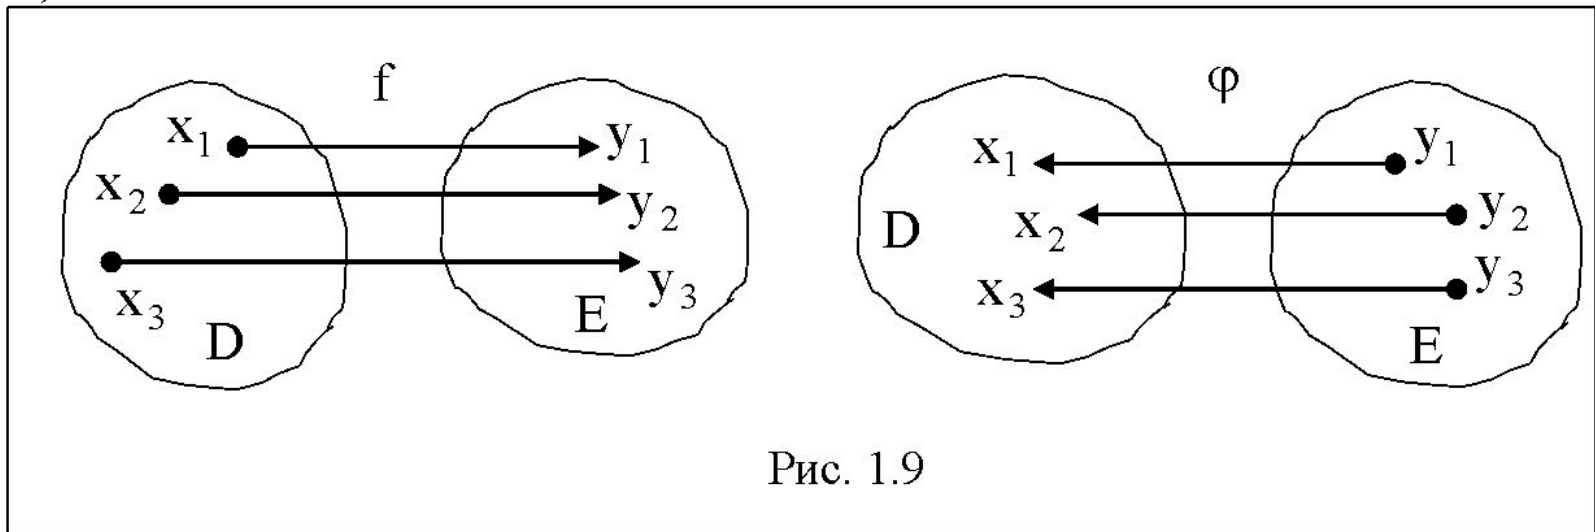 f φ
x₁ y₁ x₁ y₁
x₂ y₂ D x₂ y₂
x₃ y₃ x₃ y₃
D E E
Рис. 1.9